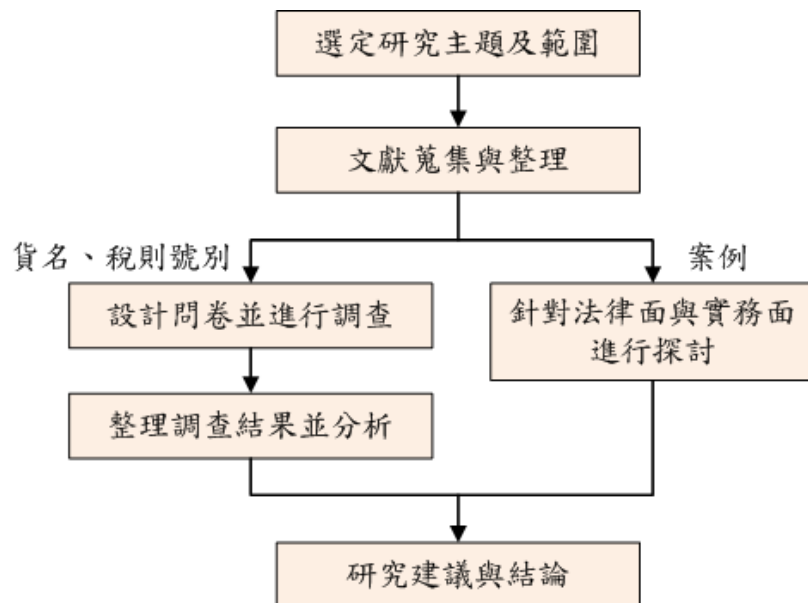 選定研究主題及範圍
文獻蒐集與整理
貨名、稅則號別
案例
設計問卷並進行調查
針對法律面與實務面
進行探討
整理調查結果並分析
研究建議與結論